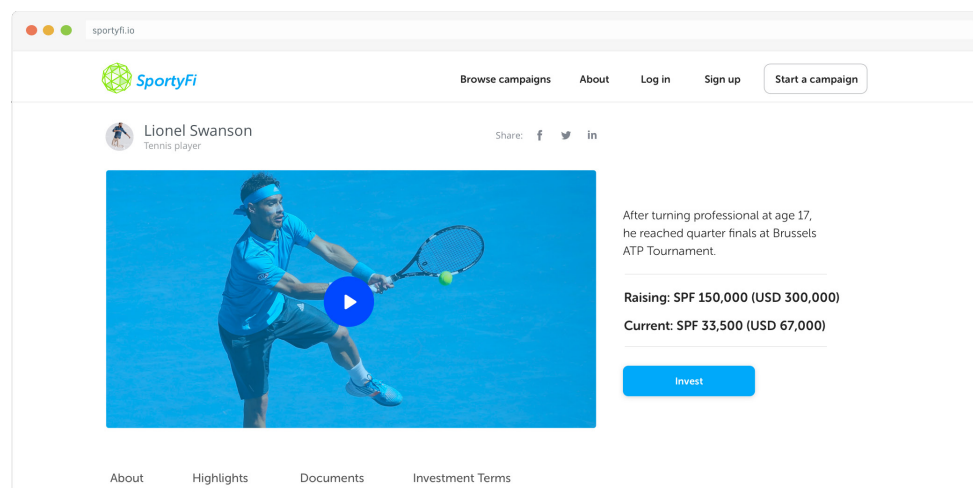 sportyfi.io
SportyFi
Browse campaigns
About
Log in
Sign up
Start a campaign
Lionel Swanson
Tennis player
Share:
After turning professional at age 17,
he reached quarter finals at Brussels
ATP Tournament.
Raising: SPF 150,000 (USD 300,000)
Current: SPF 33,500 (USD 67,000)
Invest
About
Highlights
Documents
Investment Terms